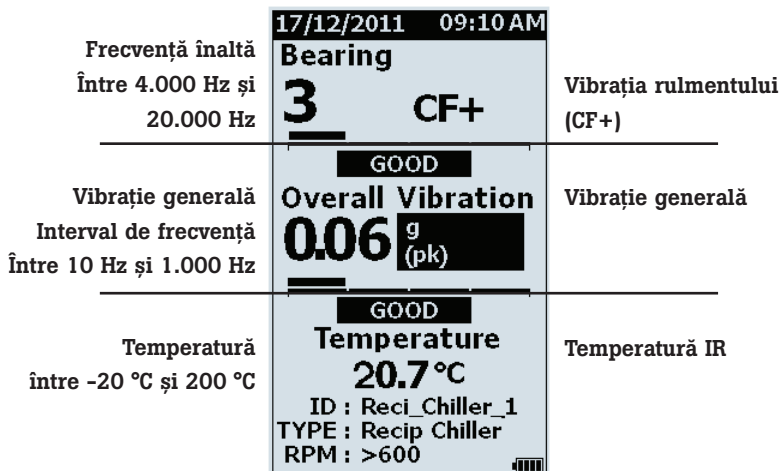 17/12/2011 09:10 AM
Frecvență înaltă
Între 4.000 Hz și
20.000 Hz
Bearing
3 CF+
Vibrația rulmentului
(CF+)
GOOD
Vibrație generală
Interval de frecvență
Între 10 Hz și 1.000 Hz
Overall Vibration
0.06 g
(pk)
Vibrație generală
GOOD
Temperatură
între -20 °C și 200 °C
Temperature
20.7 °C
ID : Reci_Chiller_1
TYPE : Recip Chiller
RPM : >600
Temperatură IR